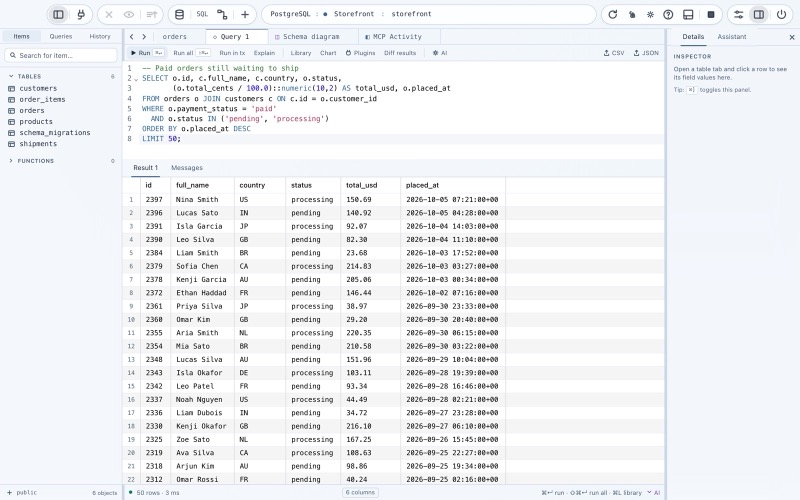 SQL
PostgreSQL : Storefront : storefront
Items Queries History
orders Query 1 Schema diagram MCP Activity
Details Assistant
Search for item...
Run Run all Run in tx Explain Library Chart Plugins Diff results AI CSV JSON
INSPECTOR
Open a table tab and click a row to see
its field values here.
Tip: ⌘I toggles this panel.
TABLES 6
customers
order_items
orders
products
schema_migrations
shipments
FUNCTIONS 0
1 -- Paid orders still waiting to ship
2 SELECT o.id, c.full_name, c.country, o.status,
3 (o.total_cents / 100.0)::numeric(10,2) AS total_usd, o.placed_at
4 FROM orders o JOIN customers c ON c.id = o.customer_id
5 WHERE o.payment_status = 'paid'
6 AND o.status IN ('pending', 'processing')
7 ORDER BY o.placed_at DESC
8 LIMIT 50;
Result 1 Messages
id full_name country status total_usd placed_at
1 2397 Nina Smith US processing 150.69 2026-10-05 07:21:00+00
2 2396 Lucas Sato IN pending 140.92 2026-10-05 04:28:00+00
3 2391 Isla Garcia JP processing 92.07 2026-10-04 14:03:00+00
4 2390 Leo Silva GB pending 82.30 2026-10-04 11:10:00+00
5 2384 Liam Smith BR pending 23.68 2026-10-03 17:52:00+00
6 2379 Sofia Chen CA processing 214.83 2026-10-03 03:27:00+00
7 2378 Kenji Garcia AU pending 205.06 2026-10-03 00:34:00+00
8 2372 Ethan Haddad FR pending 146.44 2026-10-02 07:16:00+00
9 2361 Priya Silva JP processing 38.97 2026-09-30 23:33:00+00
10 2360 Omar Kim GB pending 29.20 2026-09-30 20:40:00+00
11 2355 Aria Smith NL processing 220.35 2026-09-30 06:15:00+00
12 2354 Mia Sato BR pending 210.58 2026-09-30 03:22:00+00
13 2348 Lucas Silva AU pending 151.96 2026-09-29 10:04:00+00
14 2343 Isla Okafor DE processing 103.11 2026-09-28 19:39:00+00
15 2342 Leo Patel FR pending 93.34 2026-09-28 16:46:00+00
16 2337 Noah Nguyen US processing 44.49 2026-09-28 02:21:00+00
17 2336 Liam Dubois IN pending 34.72 2026-09-27 23:28:00+00
18 2330 Kenji Okafor GB pending 216.10 2026-09-27 06:10:00+00
19 2325 Zoe Sato NL processing 167.25 2026-09-26 15:45:00+00
20 2319 Ava Silva CA processing 108.63 2026-09-25 22:27:00+00
21 2318 Arjun Kim AU pending 98.86 2026-09-25 19:34:00+00
22 2312 Omar Rossi FR pending 40.24 2026-09-25 02:16:00+00
public 6 objects 50 rows · 3 ms 6 columns ⌘↩ run · ⇧⌘↩ run all · ⌘L library AI